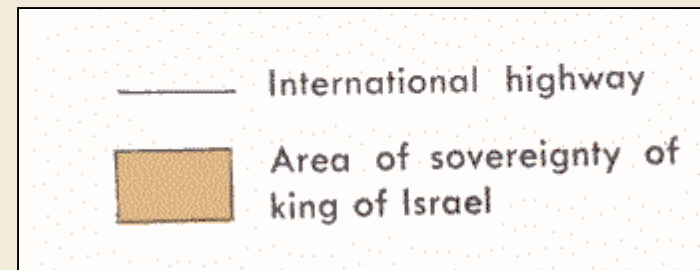 International highway
Area of sovereignty of
king of Israel